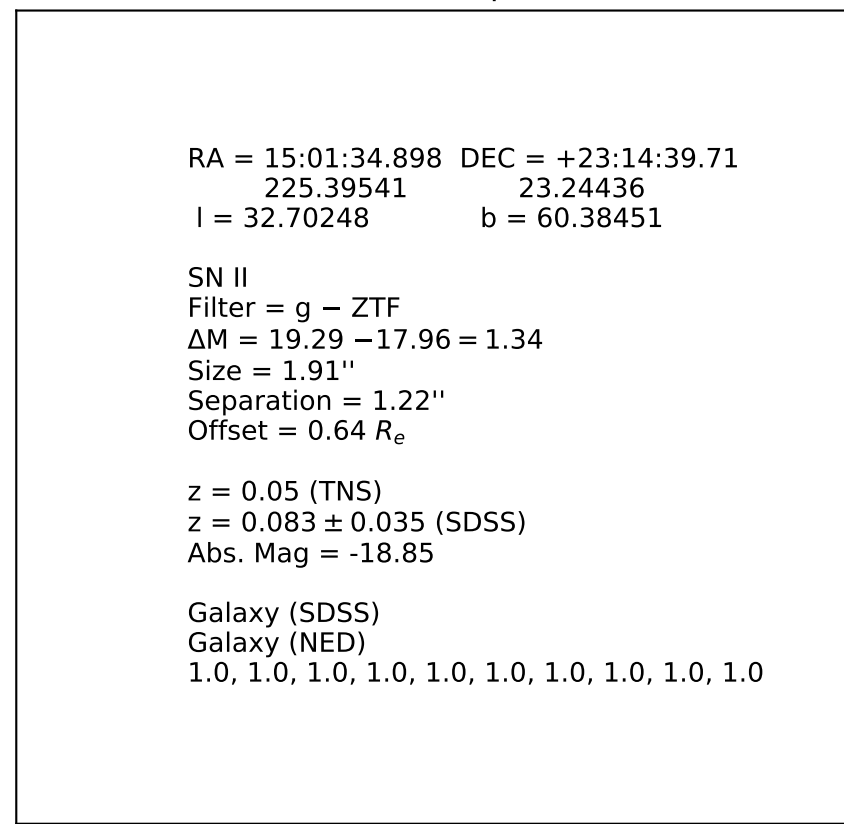 RA = 15:01:34.898 DEC = +23:14:39.71
225.39541 23.24436
l = 32.70248 b = 60.38451
SN II
Filter = g − ZTF
ΔM = 19.29 −17.96 = 1.34
Size = 1.91''
Separation = 1.22''
Offset = 0.64 Rₑ
z = 0.05 (TNS)
z = 0.083 ± 0.035 (SDSS)
Abs. Mag = -18.85
Galaxy (SDSS)
Galaxy (NED)
1.0, 1.0, 1.0, 1.0, 1.0, 1.0, 1.0, 1.0, 1.0, 1.0